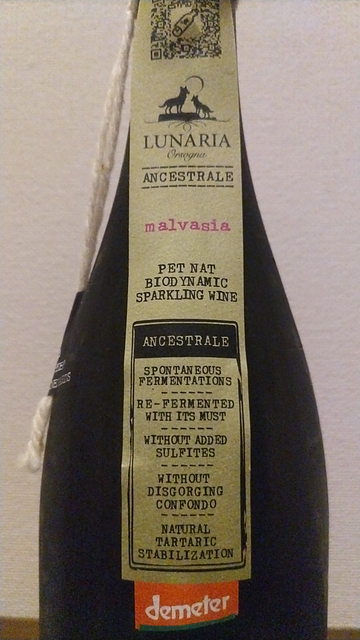 LUNARIA
Orsogna
ANCESTRALE
malvasia
PET NAT
BIODYNAMIC
SPARKLING WINE
ANCESTRALE
SPONTANEOUS
FERMENTATIONS
RE-FERMENTED
WITH ITS MUST
WITHOUT ADDED
SULFITES
WITHOUT
DISGORGING
CONFONDO
NATURAL
TARTARIC
STABILIZATION
demeter